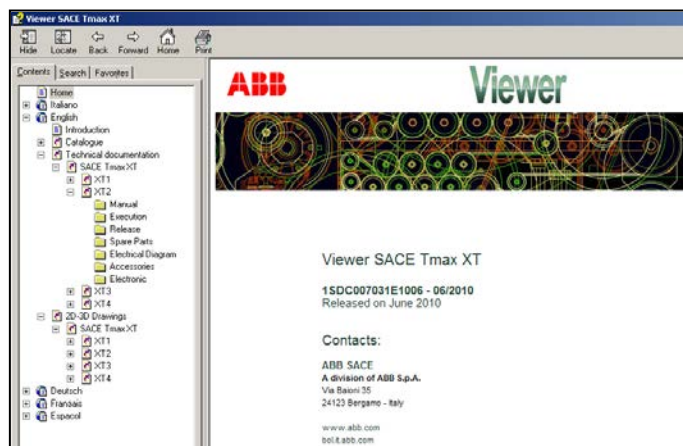 Viewer SACE Tmax XT
Hide Locate Back Forward Home Print
Contents Search Favorites
Home
Italiano
English
Introduction
Catalogue
Technical documentation
SACE Tmax XT
XT1
XT2
Manual
Execution
Release
Spare Parts
Electrical Diagram
Accessories
Electronic
XT3
XT4
2D-3D Drawings
SACE Tmax XT
XT1
XT2
XT3
XT4
Deutsch
Francais
Espacol
ABB
Viewer
Viewer SACE Tmax XT
1SDC007031E1006 - 06/2010
Released on June 2010
Contacts:
ABB SACE
A division of ABB S.p.A.
Via Baioni 35
24123 Bergamo - Italy
www.abb.com
bol.it.abb.com